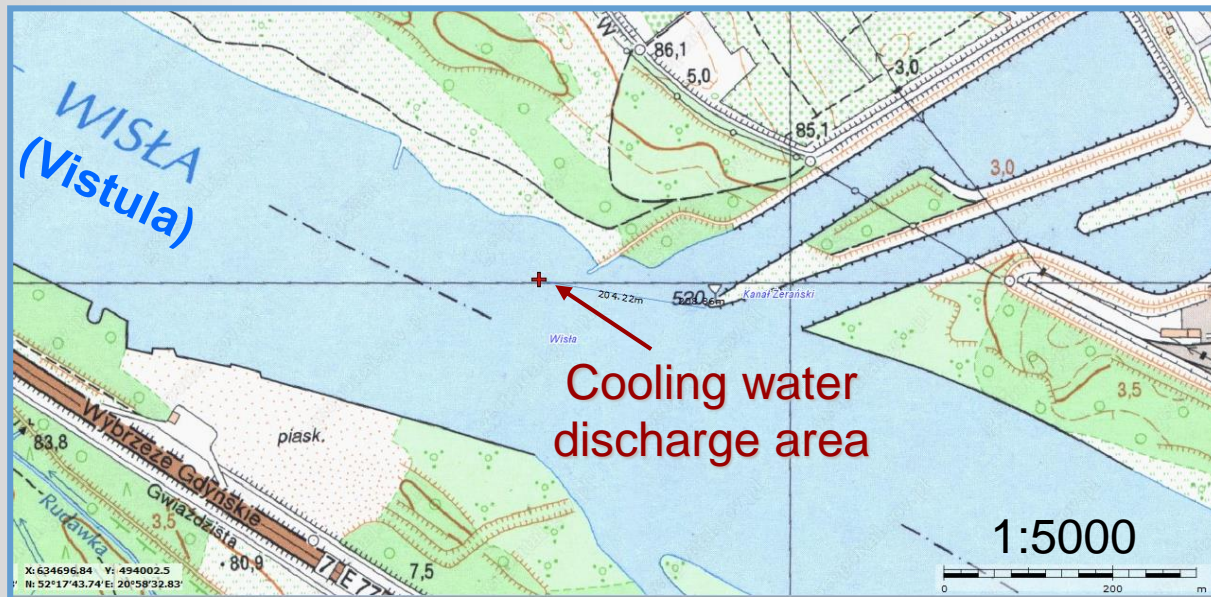 W
86,1
5,0
3,0
85,1
3,0
WISŁA
(Vistula)
204.22m
Kanał Żerański
Wisła
Cooling water
discharge area
3,5
piask.
83,8
Wybrzeże Gdyńskie
Gwiaździsta
Rudawka
3,5
80,9
7 E77
7,5
1:5000
X: 634696.84 Y: 494002.5
N: 52°17'43.74' E: 20°58'32.83'
0 200 m